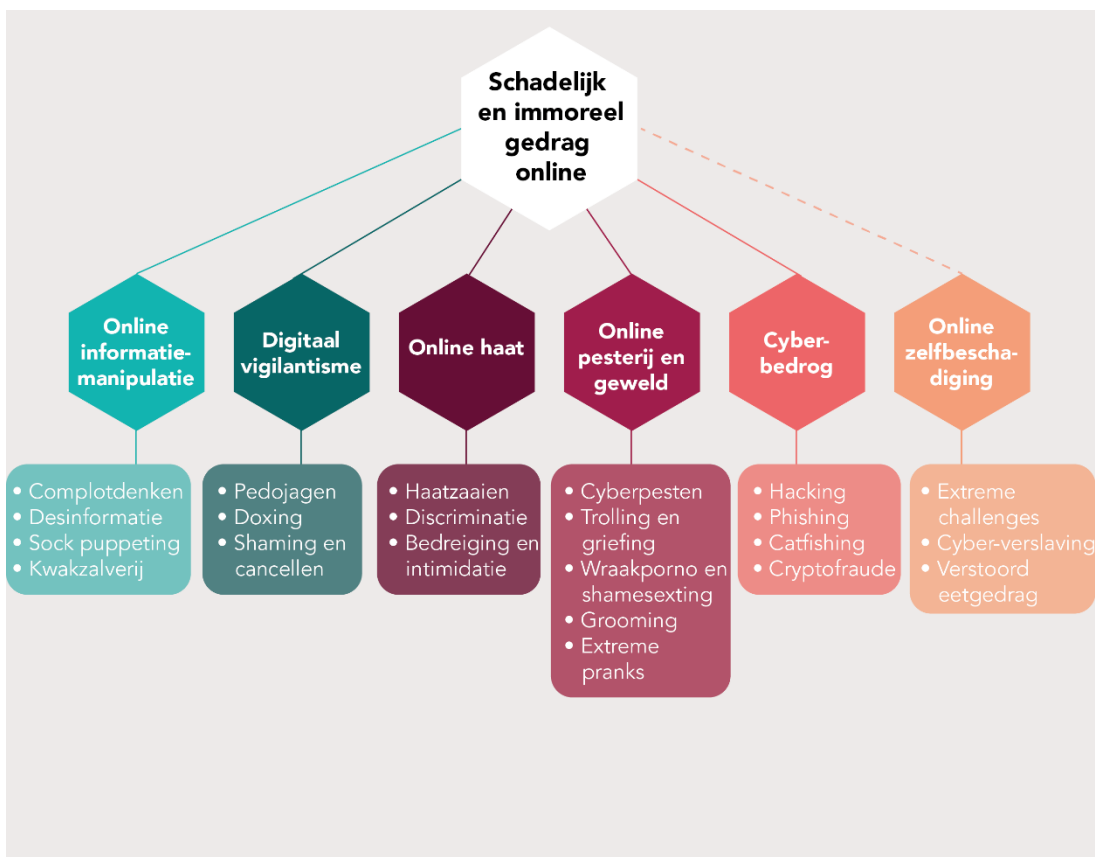 Schadelijk
en immoreel
gedrag
online
Online
informatie-
manipulatie
Digitaal
vigilantisme
Online haat
Online
pesterij en
geweld
Cyber-
bedrog
Online
zelfbescha-
diging
• Complotdenken
• Desinformatie
• Sock puppeting
• Kwakzalverij
• Pedojagen
• Doxing
• Shaming en
cancellen
• Haatzaaien
• Discriminatie
• Bedreiging en
intimidatie
• Cyberpesten
• Trolling en
griefing
• Wraakporno en
shamesexting
• Grooming
• Extreme
pranks
• Hacking
• Phishing
• Catfishing
• Cryptofraude
• Extreme
challenges
• Cyber-verslaving
• Verstoord
eetgedrag